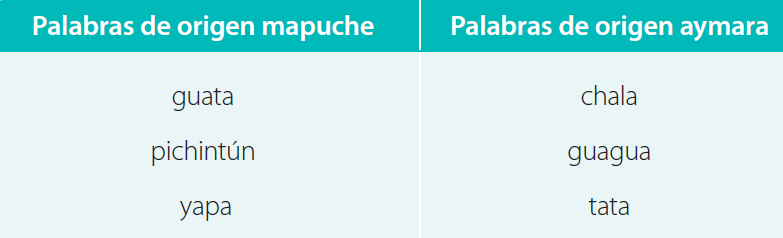 Palabras de origen mapuche Palabras de origen aymara
guata chala
pichintún guagua
yapa tata